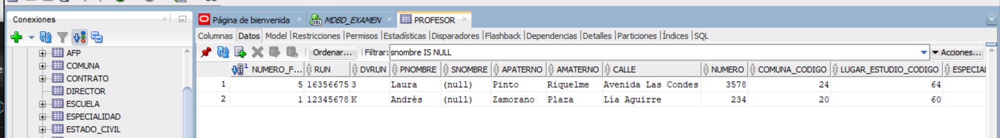 Conexiones
AFP
COMUNA
CONTRATO
DIRECTOR
ESCUELA
ESPECIALIDAD
ESTADO_CIVIL
Página de bienvenida MDBD_EXAMEN PROFESOR
Columnas Datos Model Restricciones Permisos Estadísticas Disparadores Flashback Dependencias Detalles Particiones Índices SQL
Ordenar... Filtrar: snombre IS NULL Acciones...
1 NUMERO_F... RUN DVRUN PNOMBRE SNOMBRE APATERNO AMATERNO CALLE NUMERO COMUNA_CODIGO LUGAR_ESTUDIO_CODIGO
1 5 16356675 3 Laura (null) Pinto Riquelme Avenida Las Condes 3578 24 64
2 1 12345678 K Andrés (null) Zamorano Plaza Lía Aguirre 234 20 60